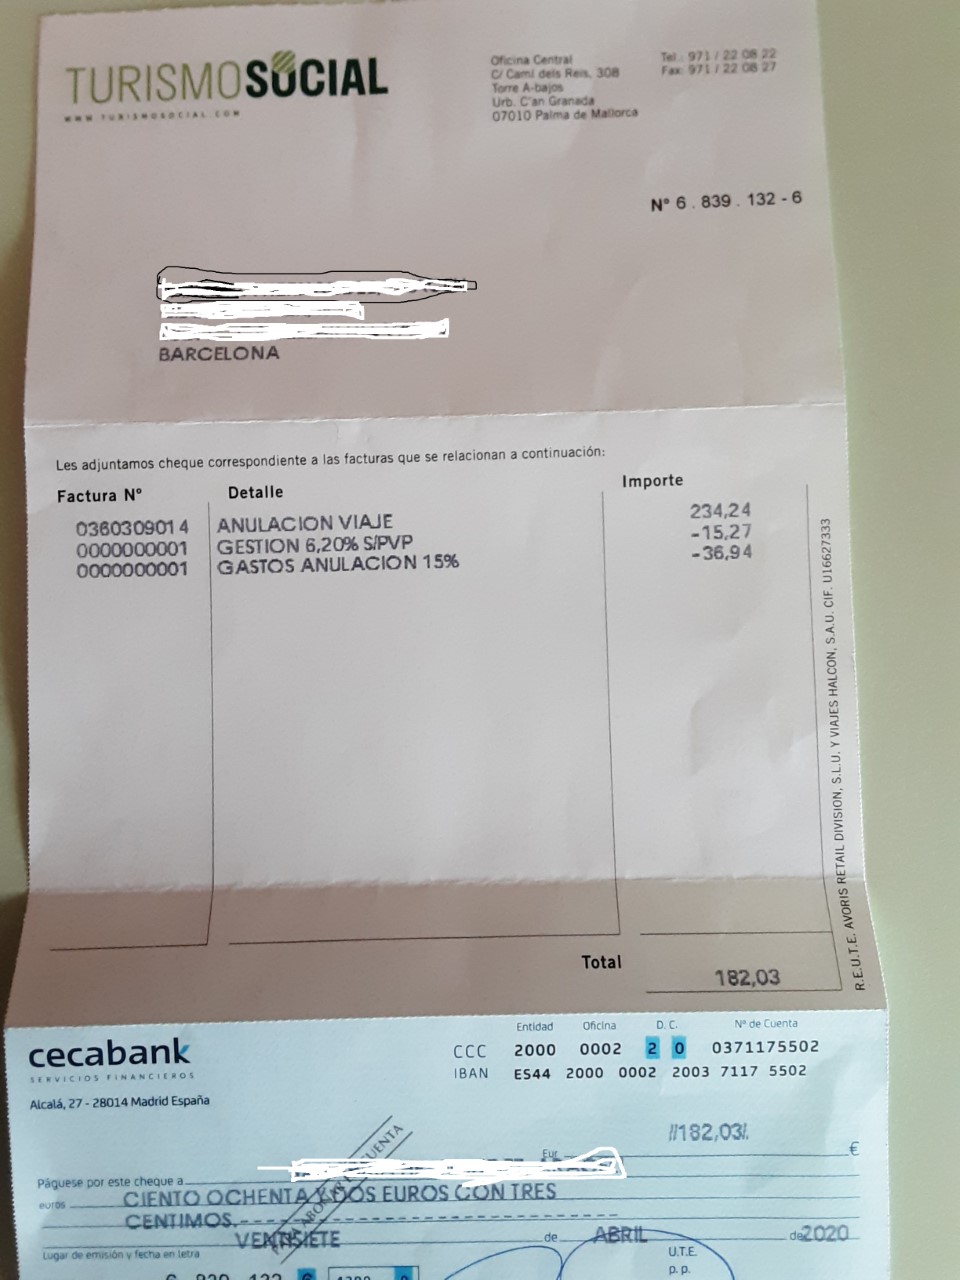 TURISMOSOCIAL
WWW.TURISMOSOCIAL.COM
Oficina Central
C/ Camí dels Reis, 308
Torre A-bajos
Urb. C'an Granada
07010 Palma de Mallorca
Tel.: 971 / 22 08 22
Fax: 971 / 22 08 27
Nº 6 . 839 . 132 - 6
BARCELONA
Les adjuntamos cheque correspondiente a las facturas que se relacionan a continuación:
Factura Nº Detalle Importe
0360309014 ANULACION VIAJE 234,24
0000000001 GESTION 6,20% S/PVP -15,27
0000000001 GASTOS ANULACION 15% -36,94
Total 182,03
R.E.U.T.E. AVORIS RETAIL DIVISION, S.L.U. Y VIAJES HALCON, S.A.U. CIF. U16627333
cecabank
SERVICIOS FINANCIEROS
Alcalá, 27 - 28014 Madrid España
Entidad Oficina D. C. Nº de Cuenta
CCC 2000 0002 2 0 0371175502
IBAN ES44 2000 0002 2003 7117 5502
//182,03/.
Eur €
Páguese por este cheque a
euros CIENTO OCHENTA Y DOS EUROS CON TRES
CENTIMOS.
VENTISIETE de ABRIL de 2020
Lugar de emisión y fecha en letra
U.T.E.
p. p.